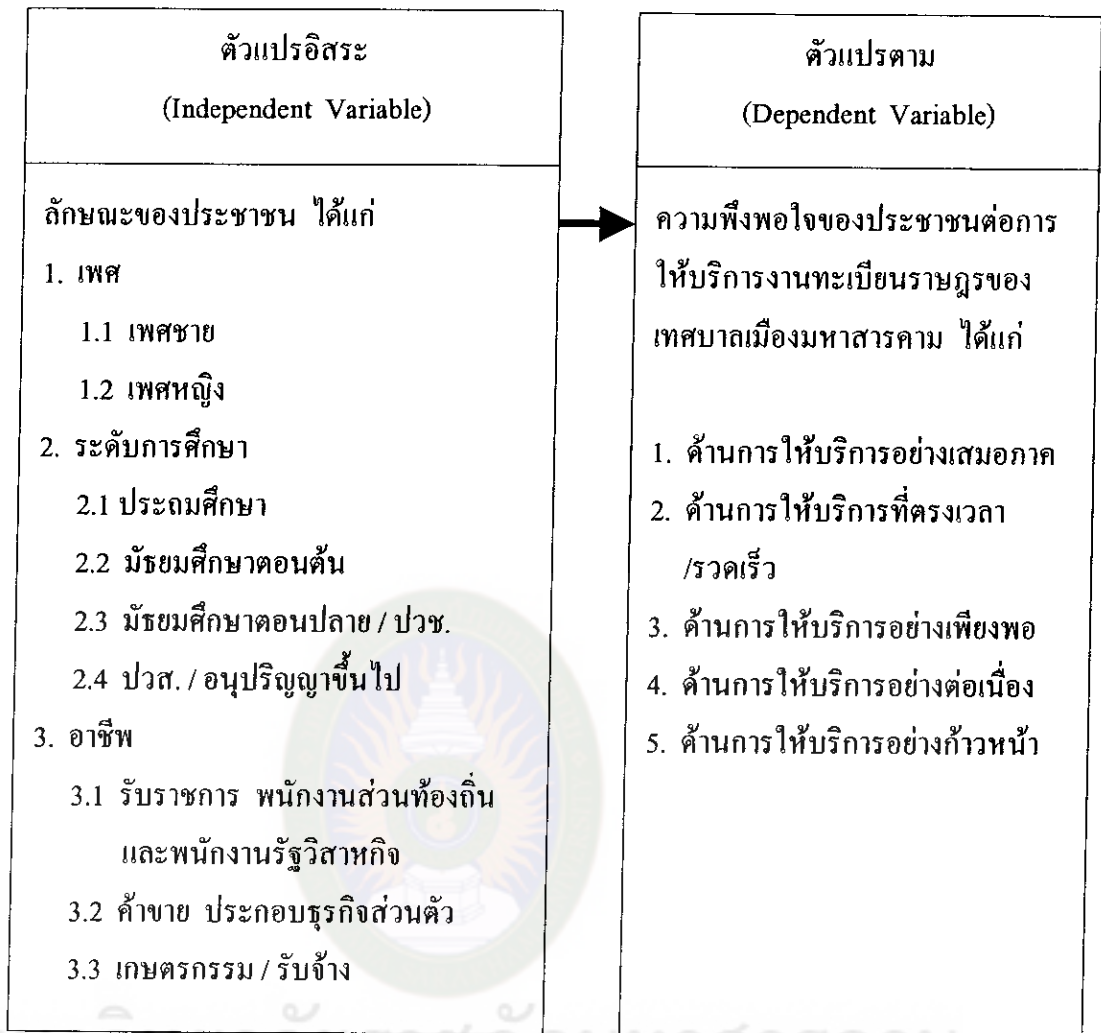 ตัวแปรอิสระ
(Independent Variable)
ลักษณะของประชาชน ได้แก่
1. เพศ
1.1 เพศชาย
1.2 เพศหญิง
2. ระดับการศึกษา
2.1 ประถมศึกษา
2.2 มัธยมศึกษาตอนต้น
2.3 มัธยมศึกษาตอนปลาย / ปวช.
2.4 ปวส. / อนุปริญญาขึ้นไป
3. อาชีพ
3.1 รับราชการ พนักงานส่วนท้องถิ่น
และพนักงานรัฐวิสาหกิจ
3.2 ค้าขาย ประกอบธุรกิจส่วนตัว
3.3 เกษตรกรรม / รับจ้าง
ตัวแปรตาม
(Dependent Variable)
ความพึงพอใจของประชาชนต่อการ
ให้บริการงานทะเบียนราษฎรของ
เทศบาลเมืองมหาสารคาม ได้แก่
1. ด้านการให้บริการอย่างเสมอภาค
2. ด้านการให้บริการที่ตรงเวลา
/รวดเร็ว
3. ด้านการให้บริการอย่างเพียงพอ
4. ด้านการให้บริการอย่างต่อเนื่อง
5. ด้านการให้บริการอย่างก้าวหน้า